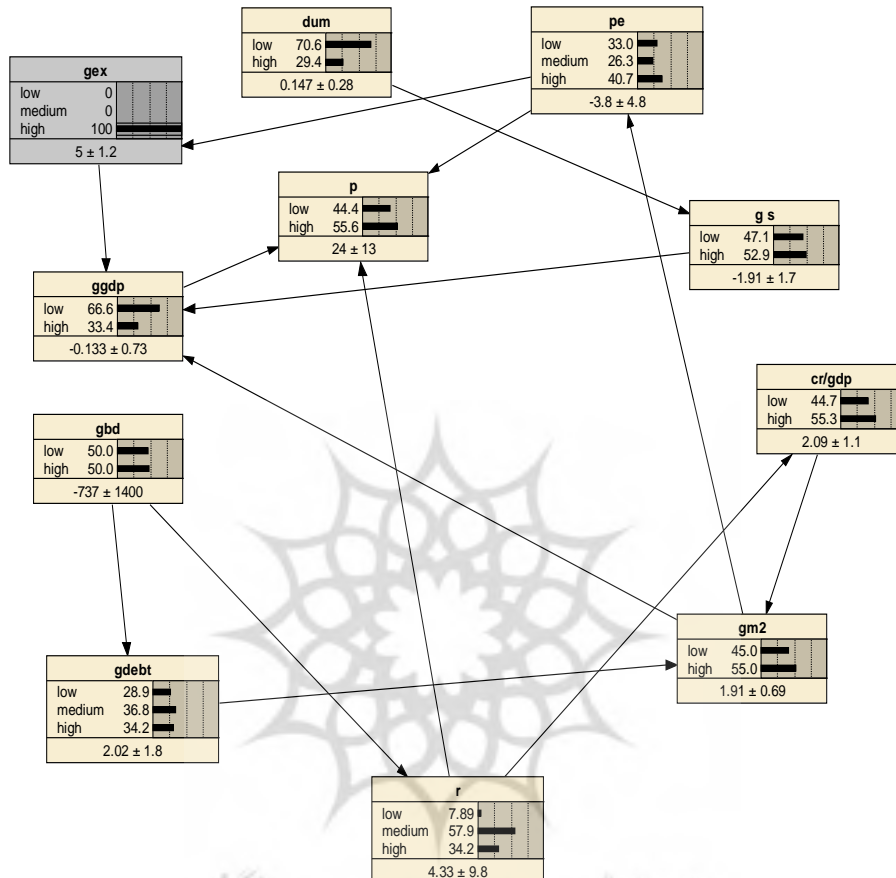 dum
low 70.6
high 29.4
0.147 ± 0.28
pe
low 33.0
medium 26.3
high 40.7
-3.8 ± 4.8
gex
low 0
medium 0
high 100
5 ± 1.2
p
low 44.4
high 55.6
24 ± 13
g s
low 47.1
high 52.9
-1.91 ± 1.7
ggdp
low 66.6
high 33.4
-0.133 ± 0.73
cr/gdp
low 44.7
high 55.3
2.09 ± 1.1
gbd
low 50.0
high 50.0
-737 ± 1400
gm2
low 45.0
high 55.0
1.91 ± 0.69
gdebt
low 28.9
medium 36.8
high 34.2
2.02 ± 1.8
r
low 7.89
medium 57.9
high 34.2
4.33 ± 9.8